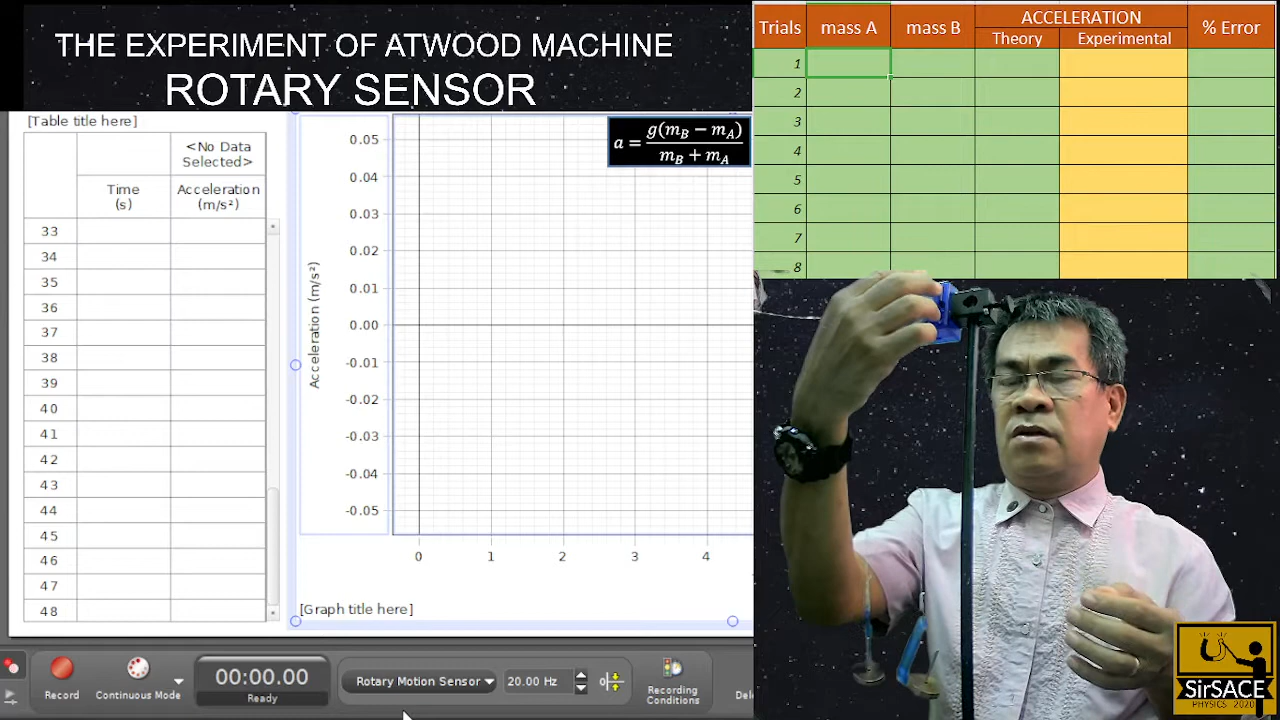 THE EXPERIMENT OF ATWOOD MACHINE
ROTARY SENSOR
[Table title here]
<No Data
Selected>
Time
(s)
Acceleration
(m/s²)
33
34
35
36
37
38
39
40
41
42
43
44
45
46
47
48
a = g(m_B − m_A) / m_B + m_A
Acceleration (m/s²)
0.05
0.04
0.03
0.02
0.01
0.00
-0.01
-0.02
-0.03
-0.04
-0.05
0 1 2 3 4
[Graph title here]
Record
Continuous Mode
00:00.00
Ready
Rotary Motion Sensor
20.00 Hz
Recording
Conditions
Del
Trials mass A mass B ACCELERATION % Error
Theory Experimental
1
2
3
4
5
6
7
8
SirSACE
PHYSICS 2020